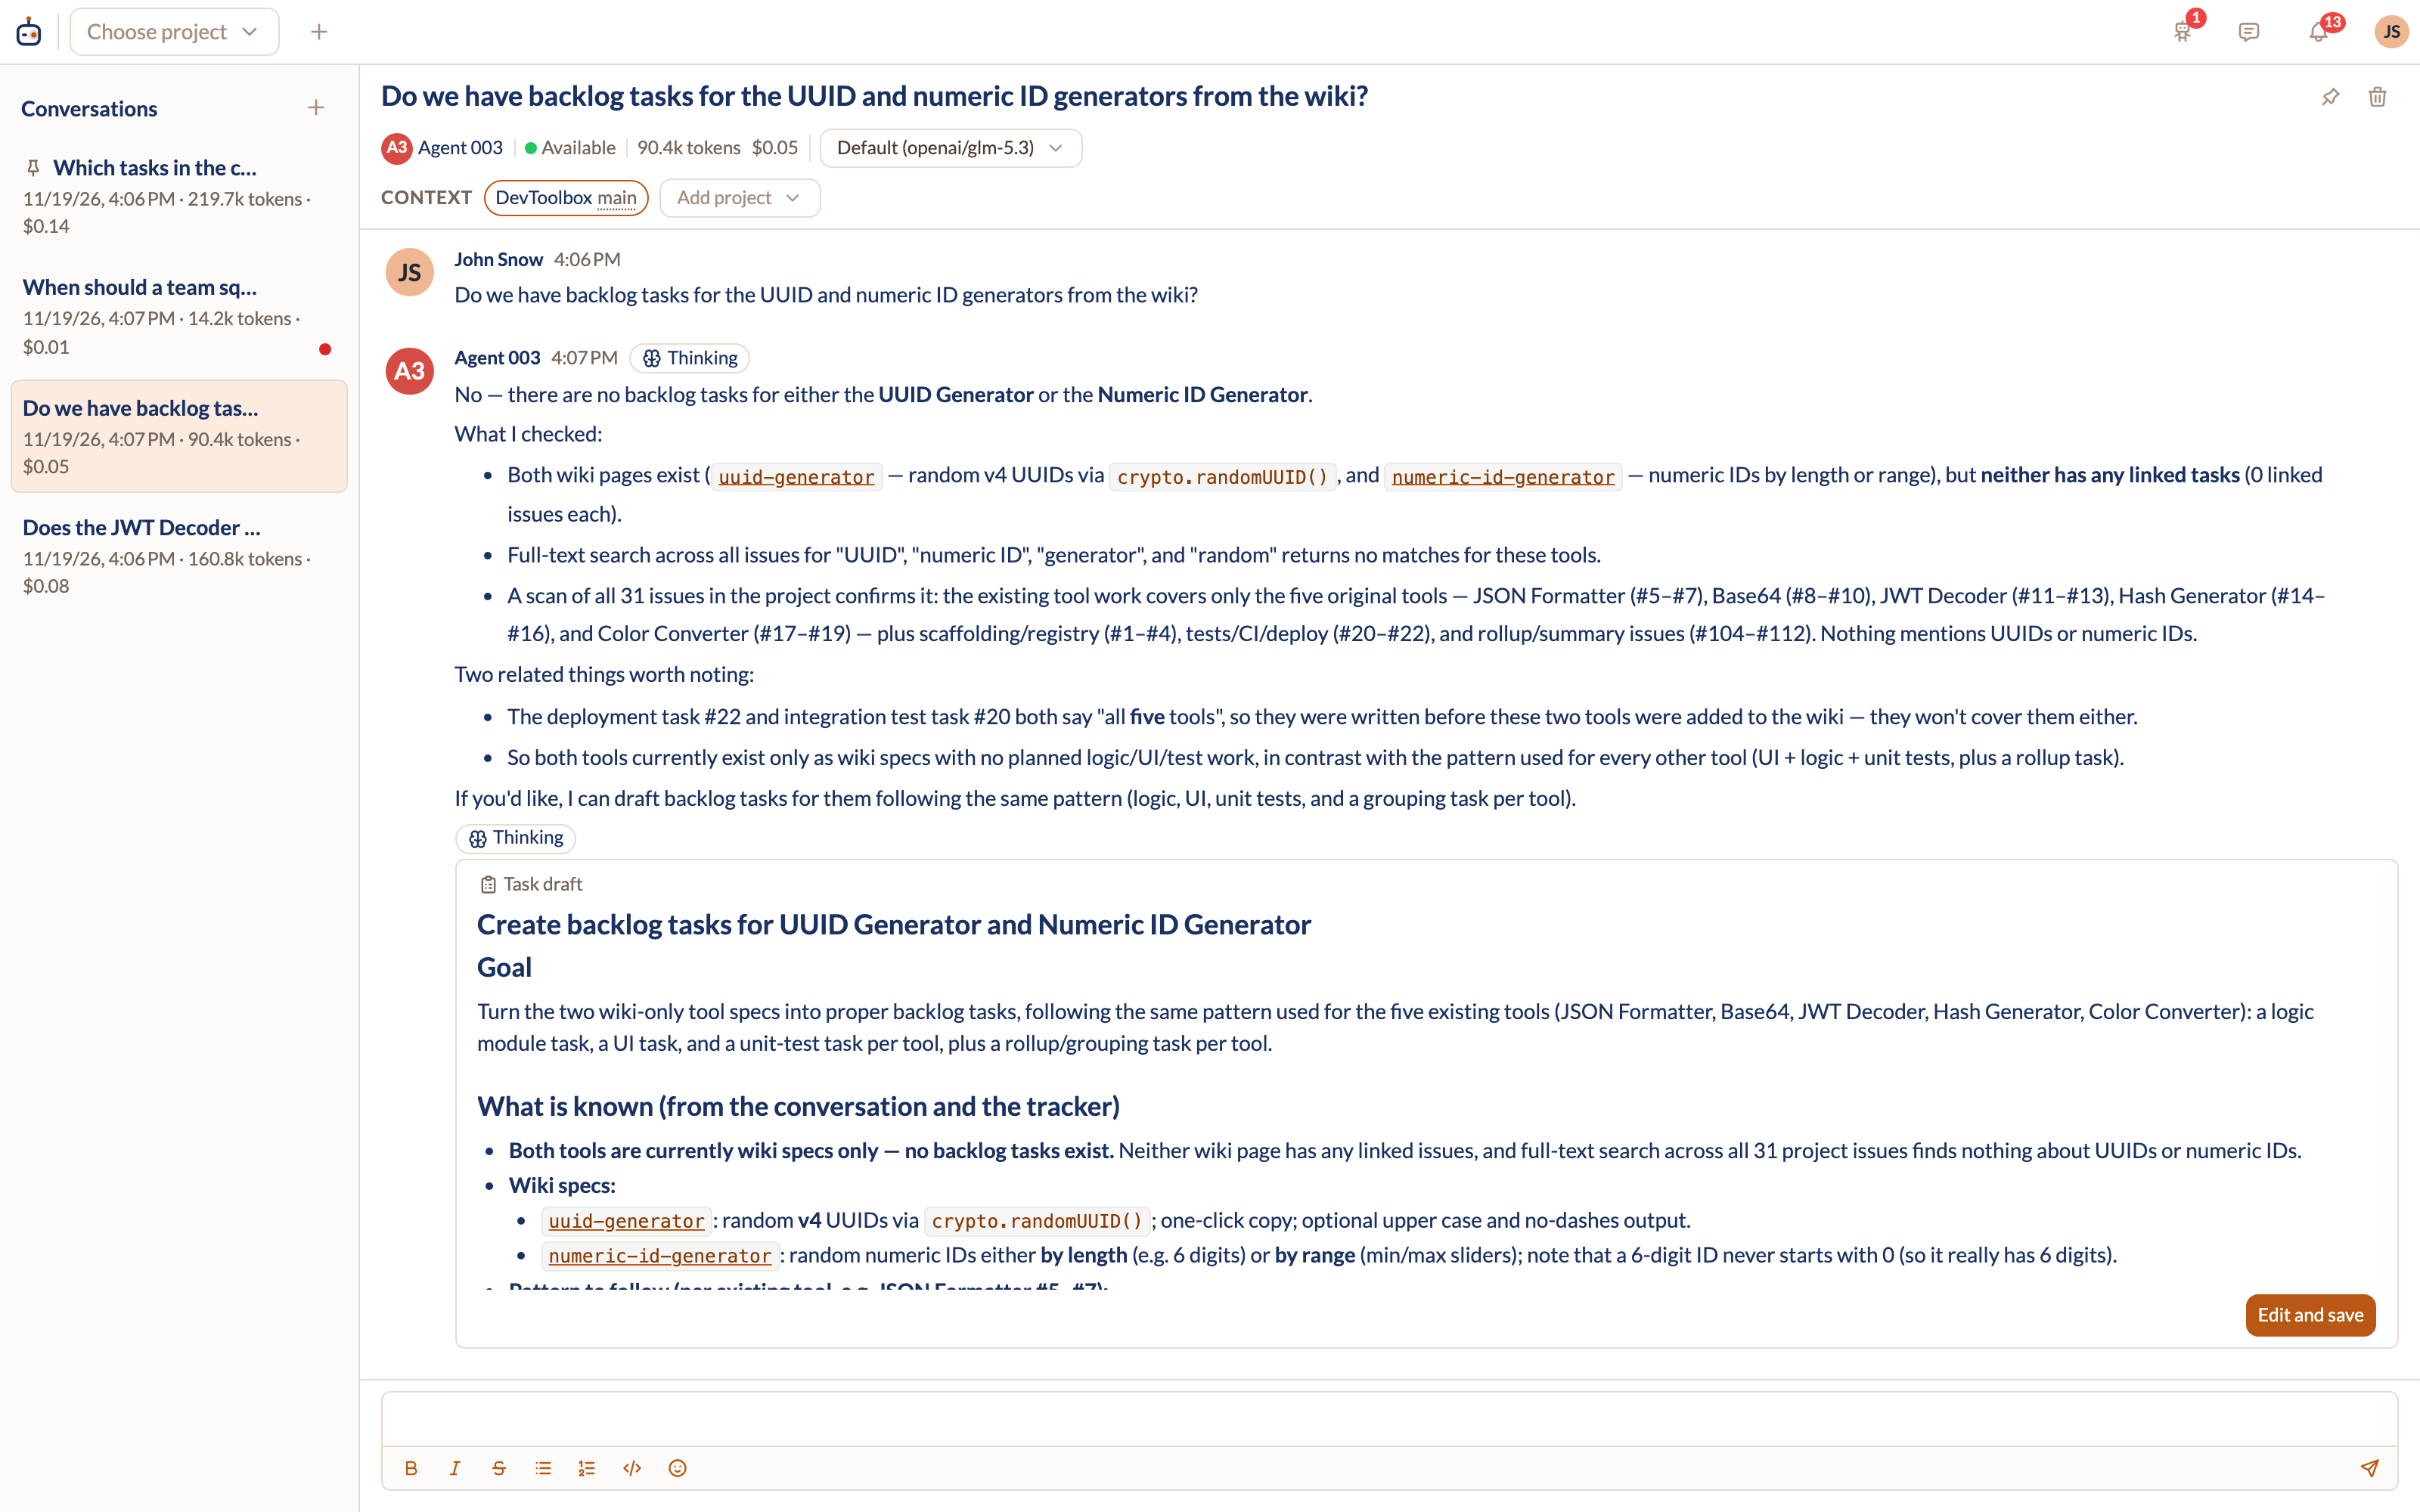 Choose project
1
13
JS
Conversations
Which tasks in the c...
11/19/26, 4:06 PM · 219.7k tokens ·
$0.14
When should a team sq...
11/19/26, 4:07 PM · 14.2k tokens ·
$0.01
Do we have backlog tas...
11/19/26, 4:07 PM · 90.4k tokens ·
$0.05
Does the JWT Decoder ...
11/19/26, 4:06 PM · 160.8k tokens ·
$0.08
Do we have backlog tasks for the UUID and numeric ID generators from the wiki?
A3 Agent 003 Available 90.4k tokens $0.05 Default (openai/glm-5.3)
CONTEXT DevToolbox main Add project
JS John Snow 4:06 PM
Do we have backlog tasks for the UUID and numeric ID generators from the wiki?
A3 Agent 003 4:07 PM Thinking
No — there are no backlog tasks for either the UUID Generator or the Numeric ID Generator.
What I checked:
• Both wiki pages exist (uuid-generator — random v4 UUIDs via crypto.randomUUID(), and numeric-id-generator — numeric IDs by length or range), but neither has any linked tasks (0 linked
issues each).
• Full-text search across all issues for "UUID", "numeric ID", "generator", and "random" returns no matches for these tools.
• A scan of all 31 issues in the project confirms it: the existing tool work covers only the five original tools — JSON Formatter (#5–#7), Base64 (#8–#10), JWT Decoder (#11–#13), Hash Generator (#14–
#16), and Color Converter (#17–#19) — plus scaffolding/registry (#1–#4), tests/CI/deploy (#20–#22), and rollup/summary issues (#104–#112). Nothing mentions UUIDs or numeric IDs.
Two related things worth noting:
• The deployment task #22 and integration test task #20 both say "all five tools", so they were written before these two tools were added to the wiki — they won't cover them either.
• So both tools currently exist only as wiki specs with no planned logic/UI/test work, in contrast with the pattern used for every other tool (UI + logic + unit tests, plus a rollup task).
If you'd like, I can draft backlog tasks for them following the same pattern (logic, UI, unit tests, and a grouping task per tool).
Thinking
Task draft
Create backlog tasks for UUID Generator and Numeric ID Generator
Goal
Turn the two wiki-only tool specs into proper backlog tasks, following the same pattern used for the five existing tools (JSON Formatter, Base64, JWT Decoder, Hash Generator, Color Converter): a logic
module task, a UI task, and a unit-test task per tool, plus a rollup/grouping task per tool.
What is known (from the conversation and the tracker)
• Both tools are currently wiki specs only — no backlog tasks exist. Neither wiki page has any linked issues, and full-text search across all 31 project issues finds nothing about UUIDs or numeric IDs.
• Wiki specs:
• uuid-generator: random v4 UUIDs via crypto.randomUUID(); one-click copy; optional upper case and no-dashes output.
• numeric-id-generator: random numeric IDs either by length (e.g. 6 digits) or by range (min/max sliders); note that a 6-digit ID never starts with 0 (so it really has 6 digits).
• Pattern to follow (per existing tool, e.g. JSON Formatter #5–#7):
Edit and save